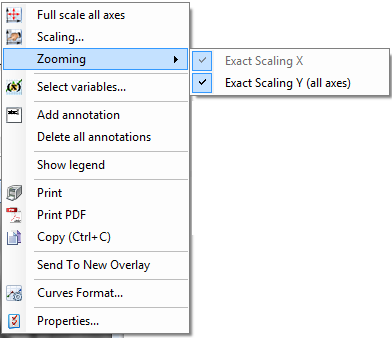 Full scale all axes
Scaling...
Zooming
Exact Scaling X
Exact Scaling Y (all axes)
Select variables...
Add annotation
Delete all annotations
Show legend
Print
Print PDF
Copy (Ctrl+C)
Send To New Overlay
Curves Format...
Properties...